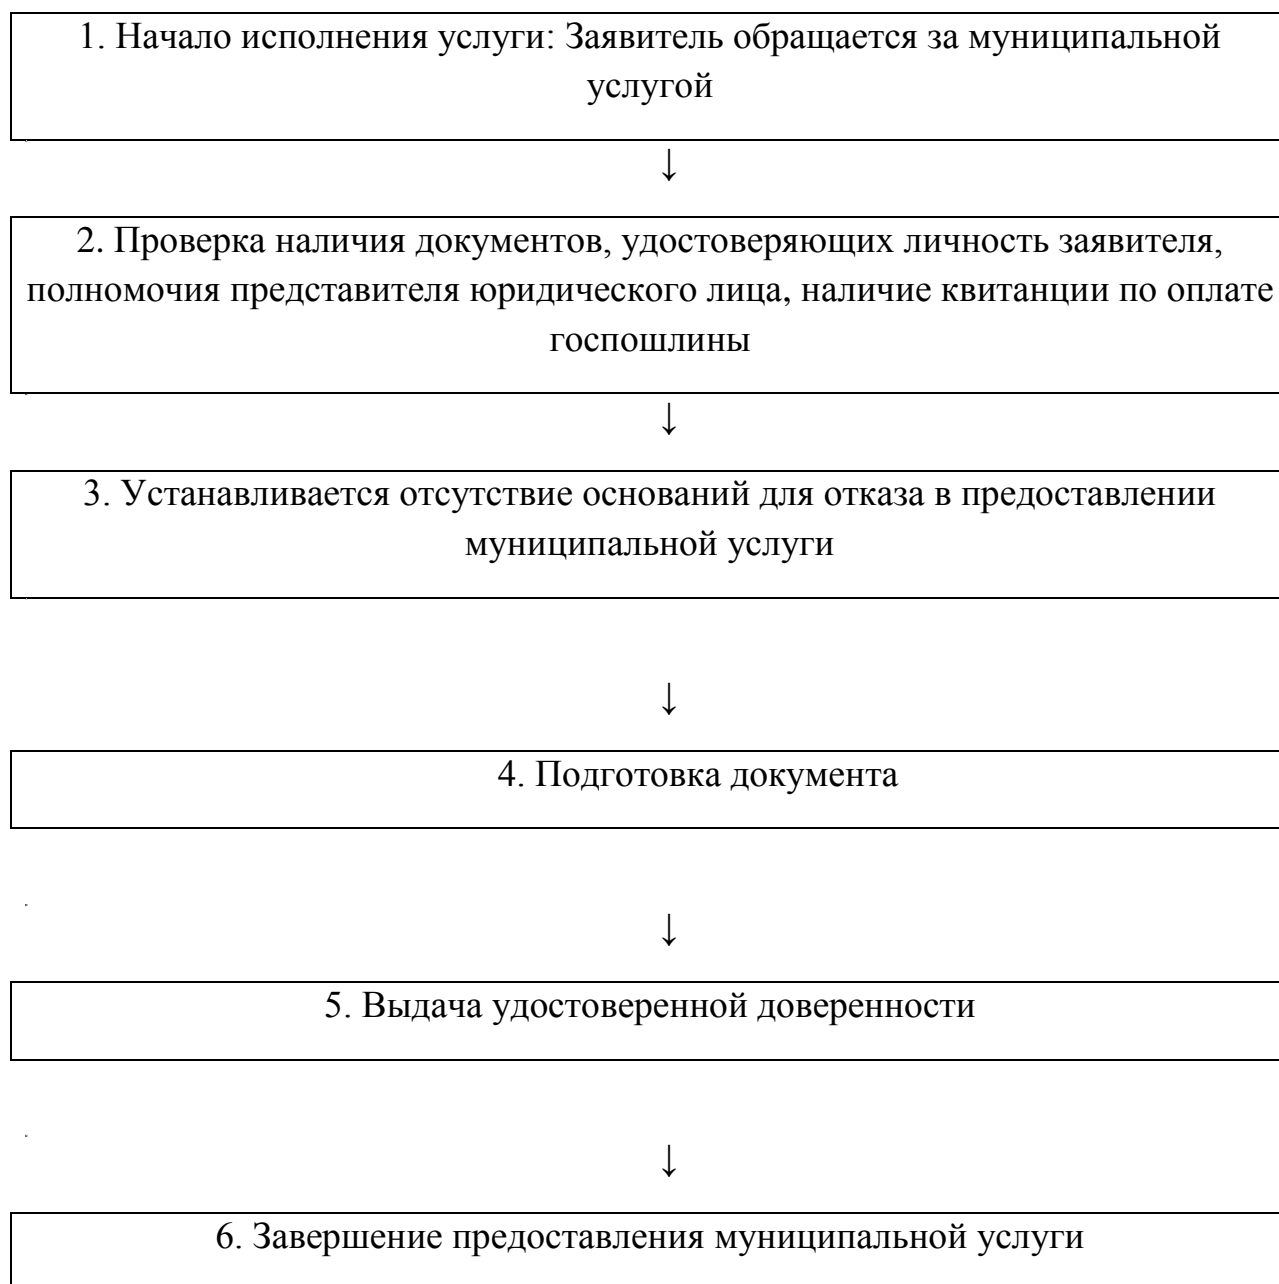 1. Начало исполнения услуги: Заявитель обращается за муниципальной
услугой
↓
2. Проверка наличия документов, удостоверяющих личность заявителя,
полномочия представителя юридического лица, наличие квитанции по оплате
госпошлины
↓
3. Устанавливается отсутствие оснований для отказа в предоставлении
муниципальной услуги
↓
4. Подготовка документа
↓
5. Выдача удостоверенной доверенности
↓
6. Завершение предоставления муниципальной услуги